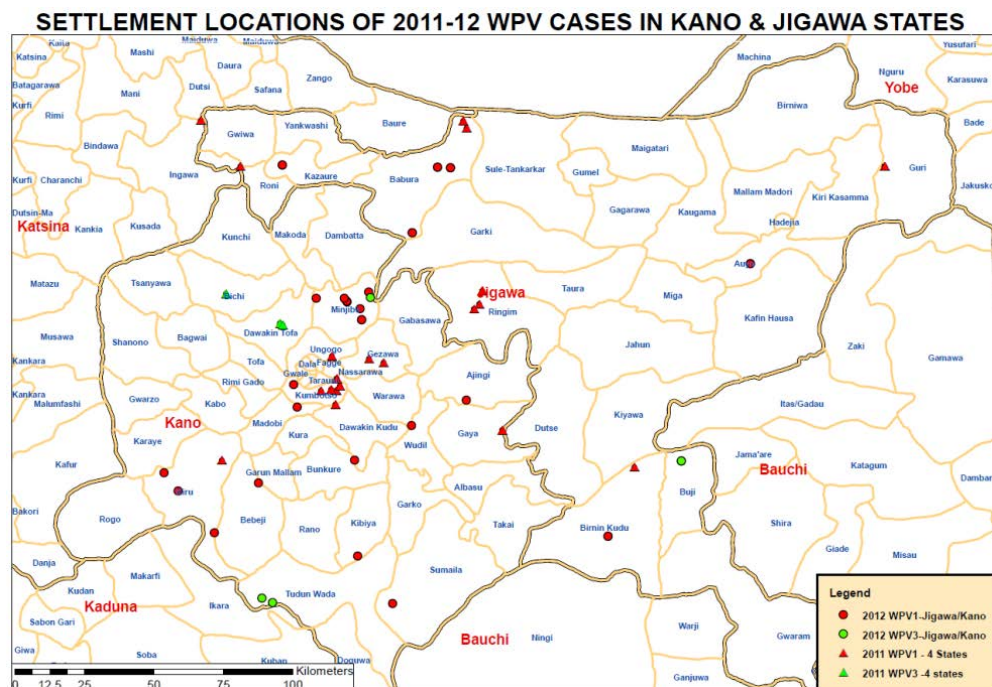 SETTLEMENT LOCATIONS OF 2011-12 WPV CASES IN KANO & JIGAWA STATES
Kaita
Maiduwa
Maiduwa
Yusufari
Katsina
Mashi
Daura
Machina
Nguru
Karasuwa
Batagarawa
Mani
Dutsi
Safana
Zango
Birniwa
Yobe
Kurfi
Rimi
Gwiwa
Yankwashi
Baure
Bade
Bindawa
Maigatari
Guri
Kurfi
Charanchi
Ingawa
Roni
Kazaure
Babura
Sule-Tankarkar
Gumel
Mallam Madori
Kiri Kasamma
Jakusko
Dutsin-Ma
Katsina
Kankia
Kusada
Kunchi
Makoda
Dambatta
Garki
Gagarawa
Kaugama
Hadejia
Matazu
Tsanyawa
Bichi
Jigawa
Taura
Miga
Musawa
Shanono
Bagwai
Dawakin Tofa
Gabasawa
Ringim
Kafin Hausa
Kankara
Tofa
Ungogo
Dala
Fagge
Gezawa
Jahun
Zaki
Gamawa
Kankara
Rimi Gado
Gwale
Nassarawa
Ajingi
Malumfashi
Gwarzo
Kabo
Kumbotso
Warawa
Kiyawa
Itas/Gadau
Kano
Madobi
Dawakin Kudu
Dutse
Karaye
Kura
Gaya
Wudil
Jama'are
Kafur
Garun Mallam
Bunkure
Bauchi
Katagum
Albasu
Dambam
Bakori
Rogo
Kiru
Bebeji
Rano
Kibiya
Garko
Takai
Buji
Shira
Birnin Kudu
Giade
Misau
Danja
Makarfi
Sumaila
Kudan
Kaduna
Ikara
Tudun Wada
Legend
2012 WPV1-Jigawa/Kano
2012 WPV3-Jigawa/Kano
2011 WPV1 - 4 States
2011 WPV3 -4 states
Sabon Gari
Bauchi
Ningi
Warji
Gwaram
Giwa
Soba
Kuban
Doguwa
Ganjuwa
Kilometers
0 12.5 25 50 75 100